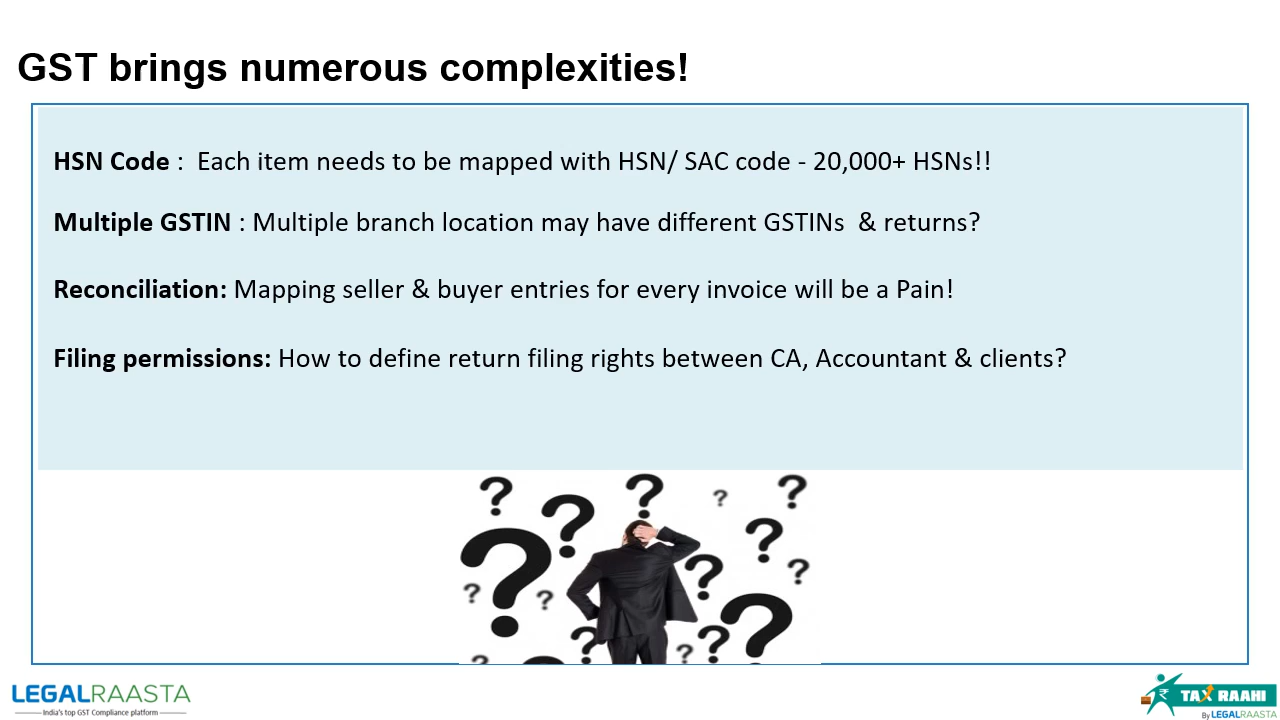 GST brings numerous complexities!
HSN Code :  Each item needs to be mapped with HSN/ SAC code - 20,000+ HSNs!!
Multiple GSTIN : Multiple branch location may have different GSTINs  & returns?
Reconciliation: Mapping seller & buyer entries for every invoice will be a Pain!
Filing permissions: How to define return filing rights between CA, Accountant & clients?
? ? ? ? ?
? ?
? ? ?
? ? ?
? ? ?
? ?
LEGALRAASTA
India's top GST Compliance platform
₹ TAX RAAHI
By LEGALRAASTA